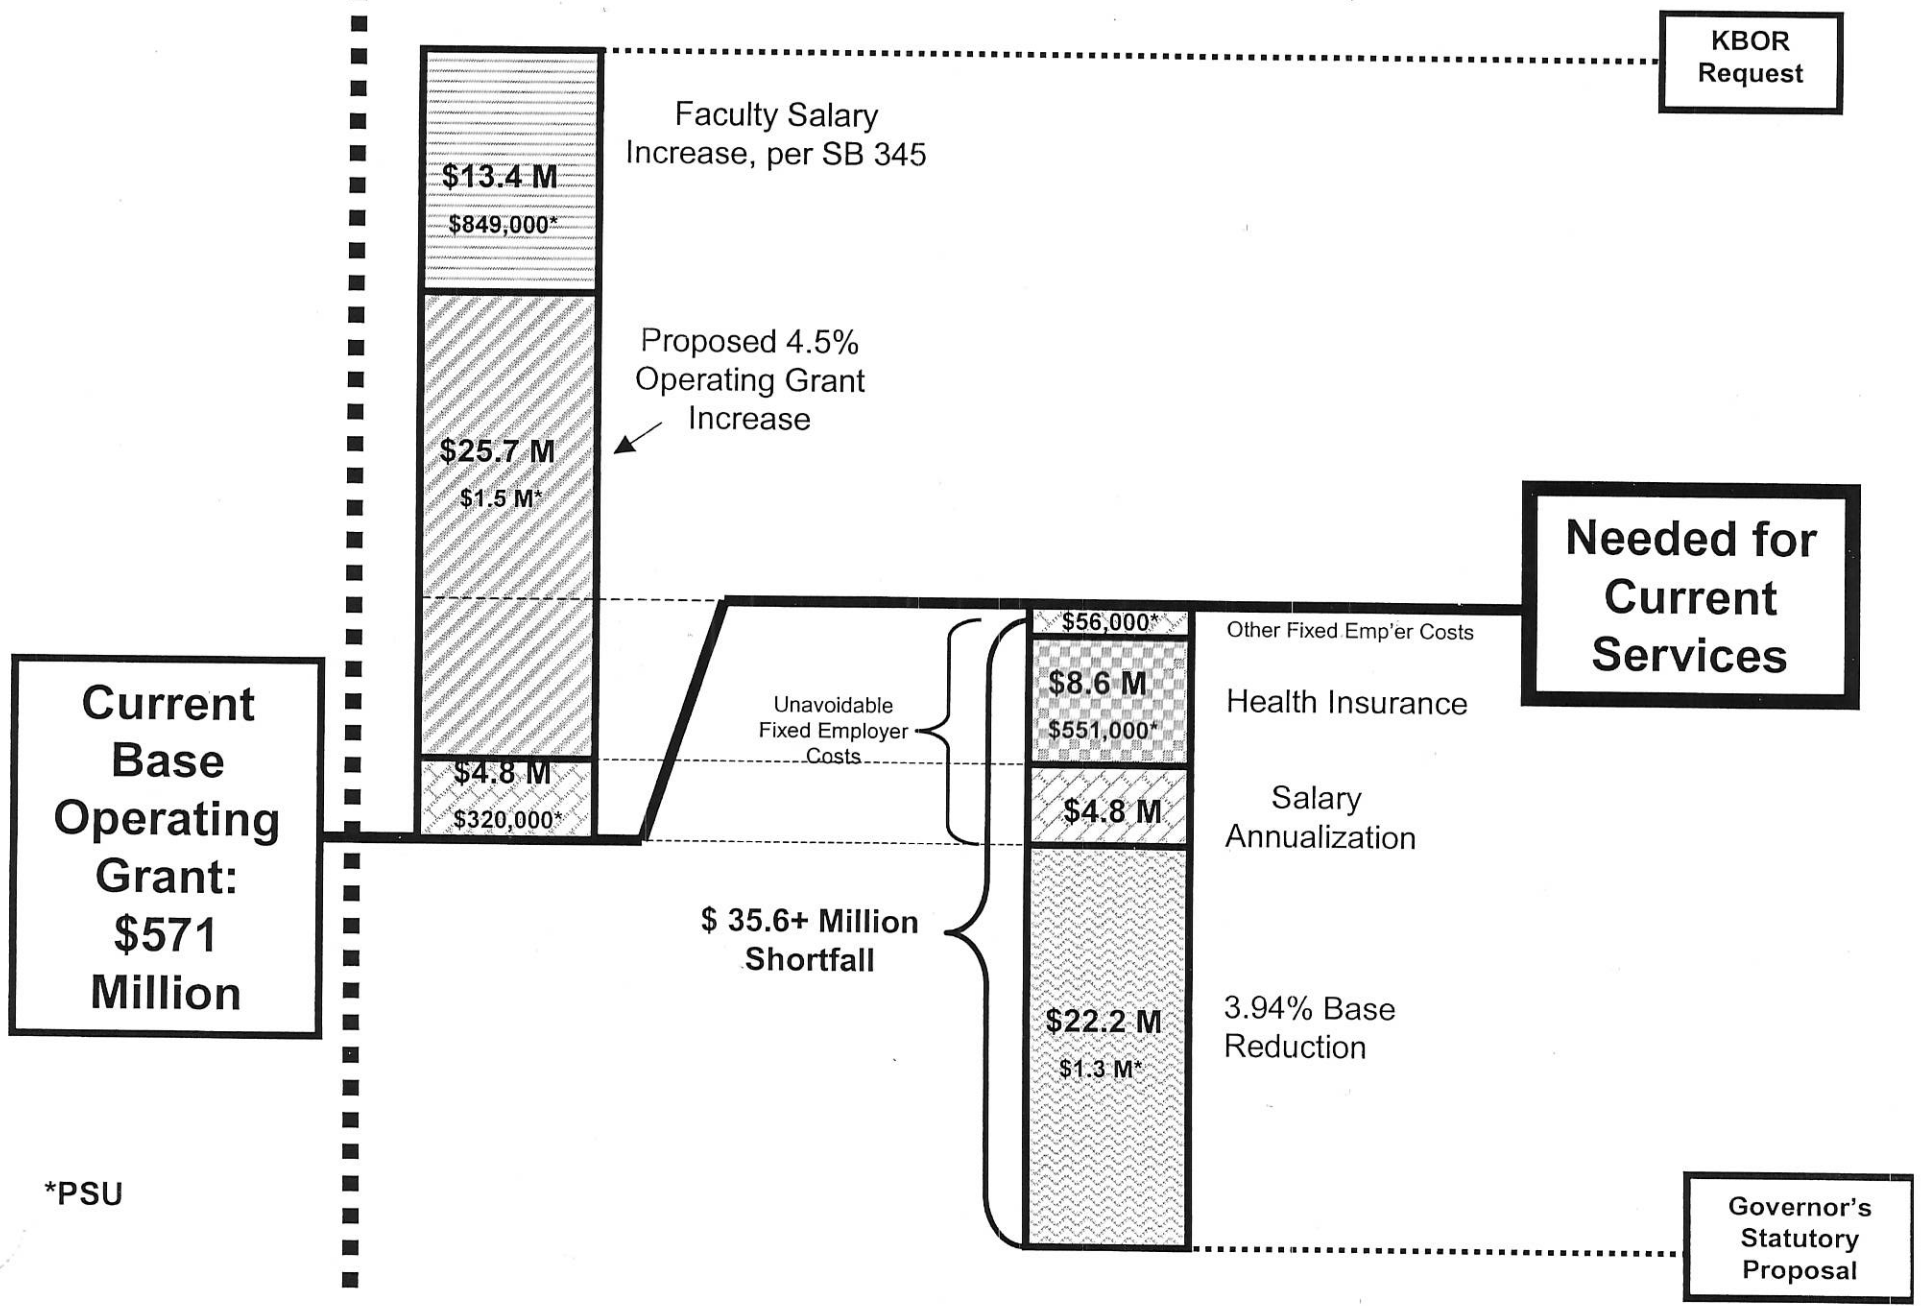 KBOR
Request
Faculty Salary
Increase, per SB 345
$13.4 M
$849,000*
Proposed 4.5%
Operating Grant
Increase
$25.7 M
$1.5 M*
Needed for
Current
Services
$56,000*
Other Fixed Emp'er Costs
$8.6 M
$551,000*
Health Insurance
Unavoidable
Fixed Employer
Costs
Current
Base
Operating
Grant:
$571
Million
$4.8 M
$320,000*
$4.8 M
Salary
Annualization
$ 35.6+ Million
Shortfall
$22.2 M
$1.3 M*
3.94% Base
Reduction
*PSU
Governor's
Statutory
Proposal